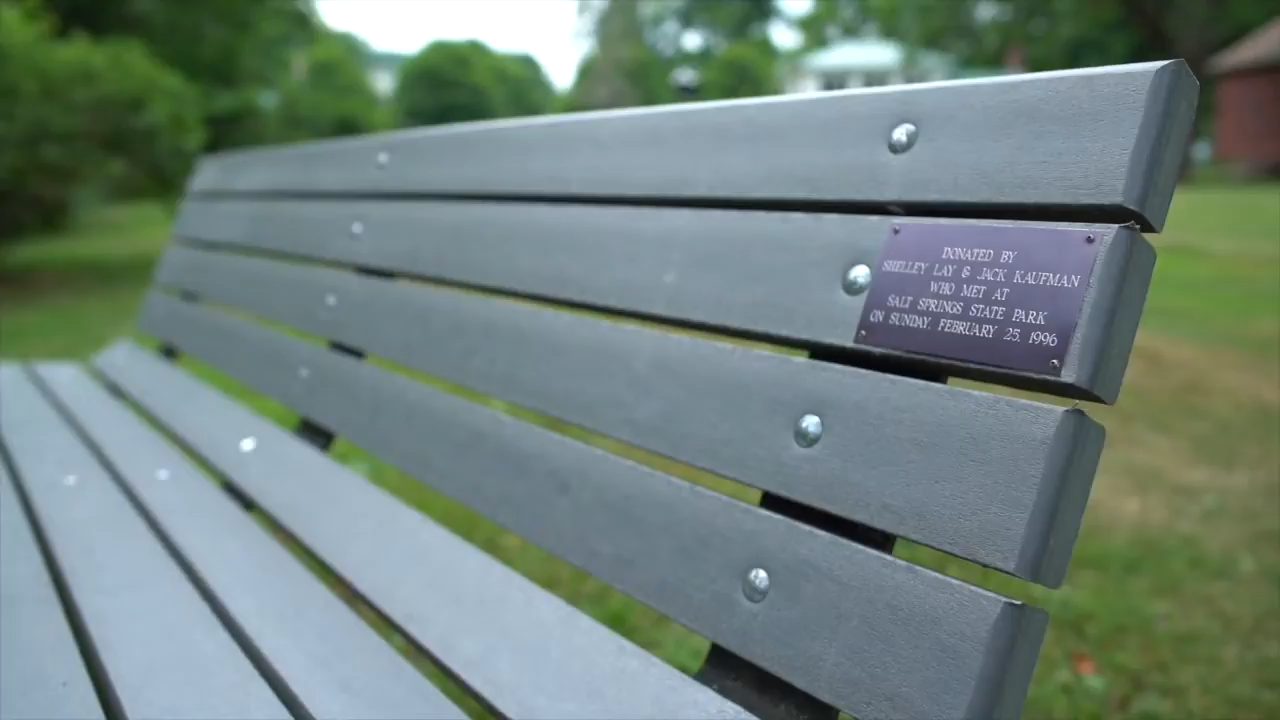 DONATED BY
SHELLEY LAY & JACK KAUFMAN
WHO MET AT
SALT SPRINGS STATE PARK
ON SUNDAY, FEBRUARY 25, 1996